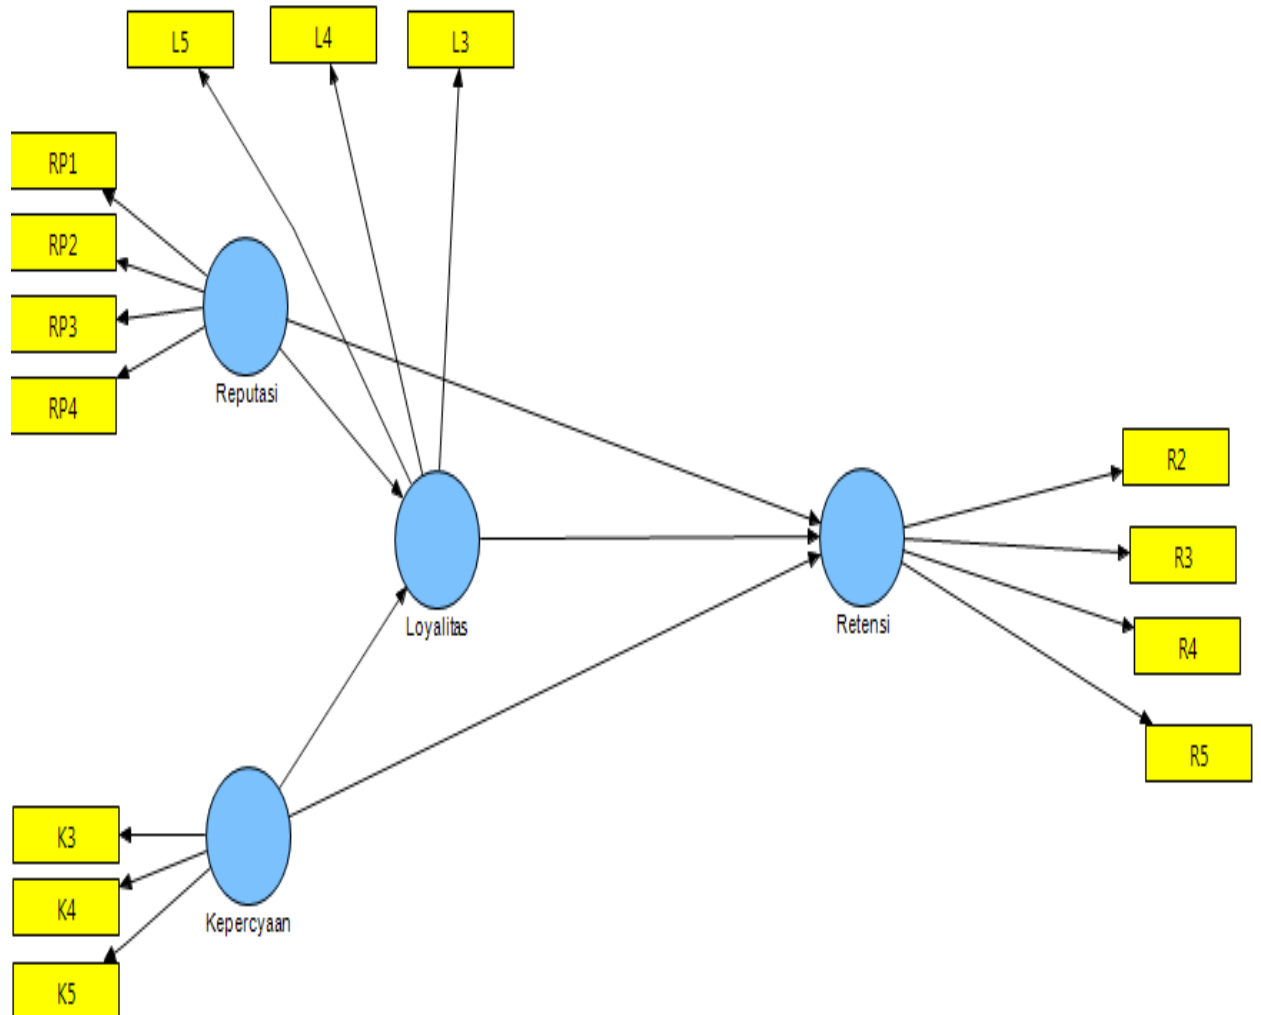 L5
L4
L3
RP1
RP2
RP3
RP4
Reputasi
Loyalitas
Retensi
R2
R3
R4
R5
K3
K4
K5
Kepercyaan